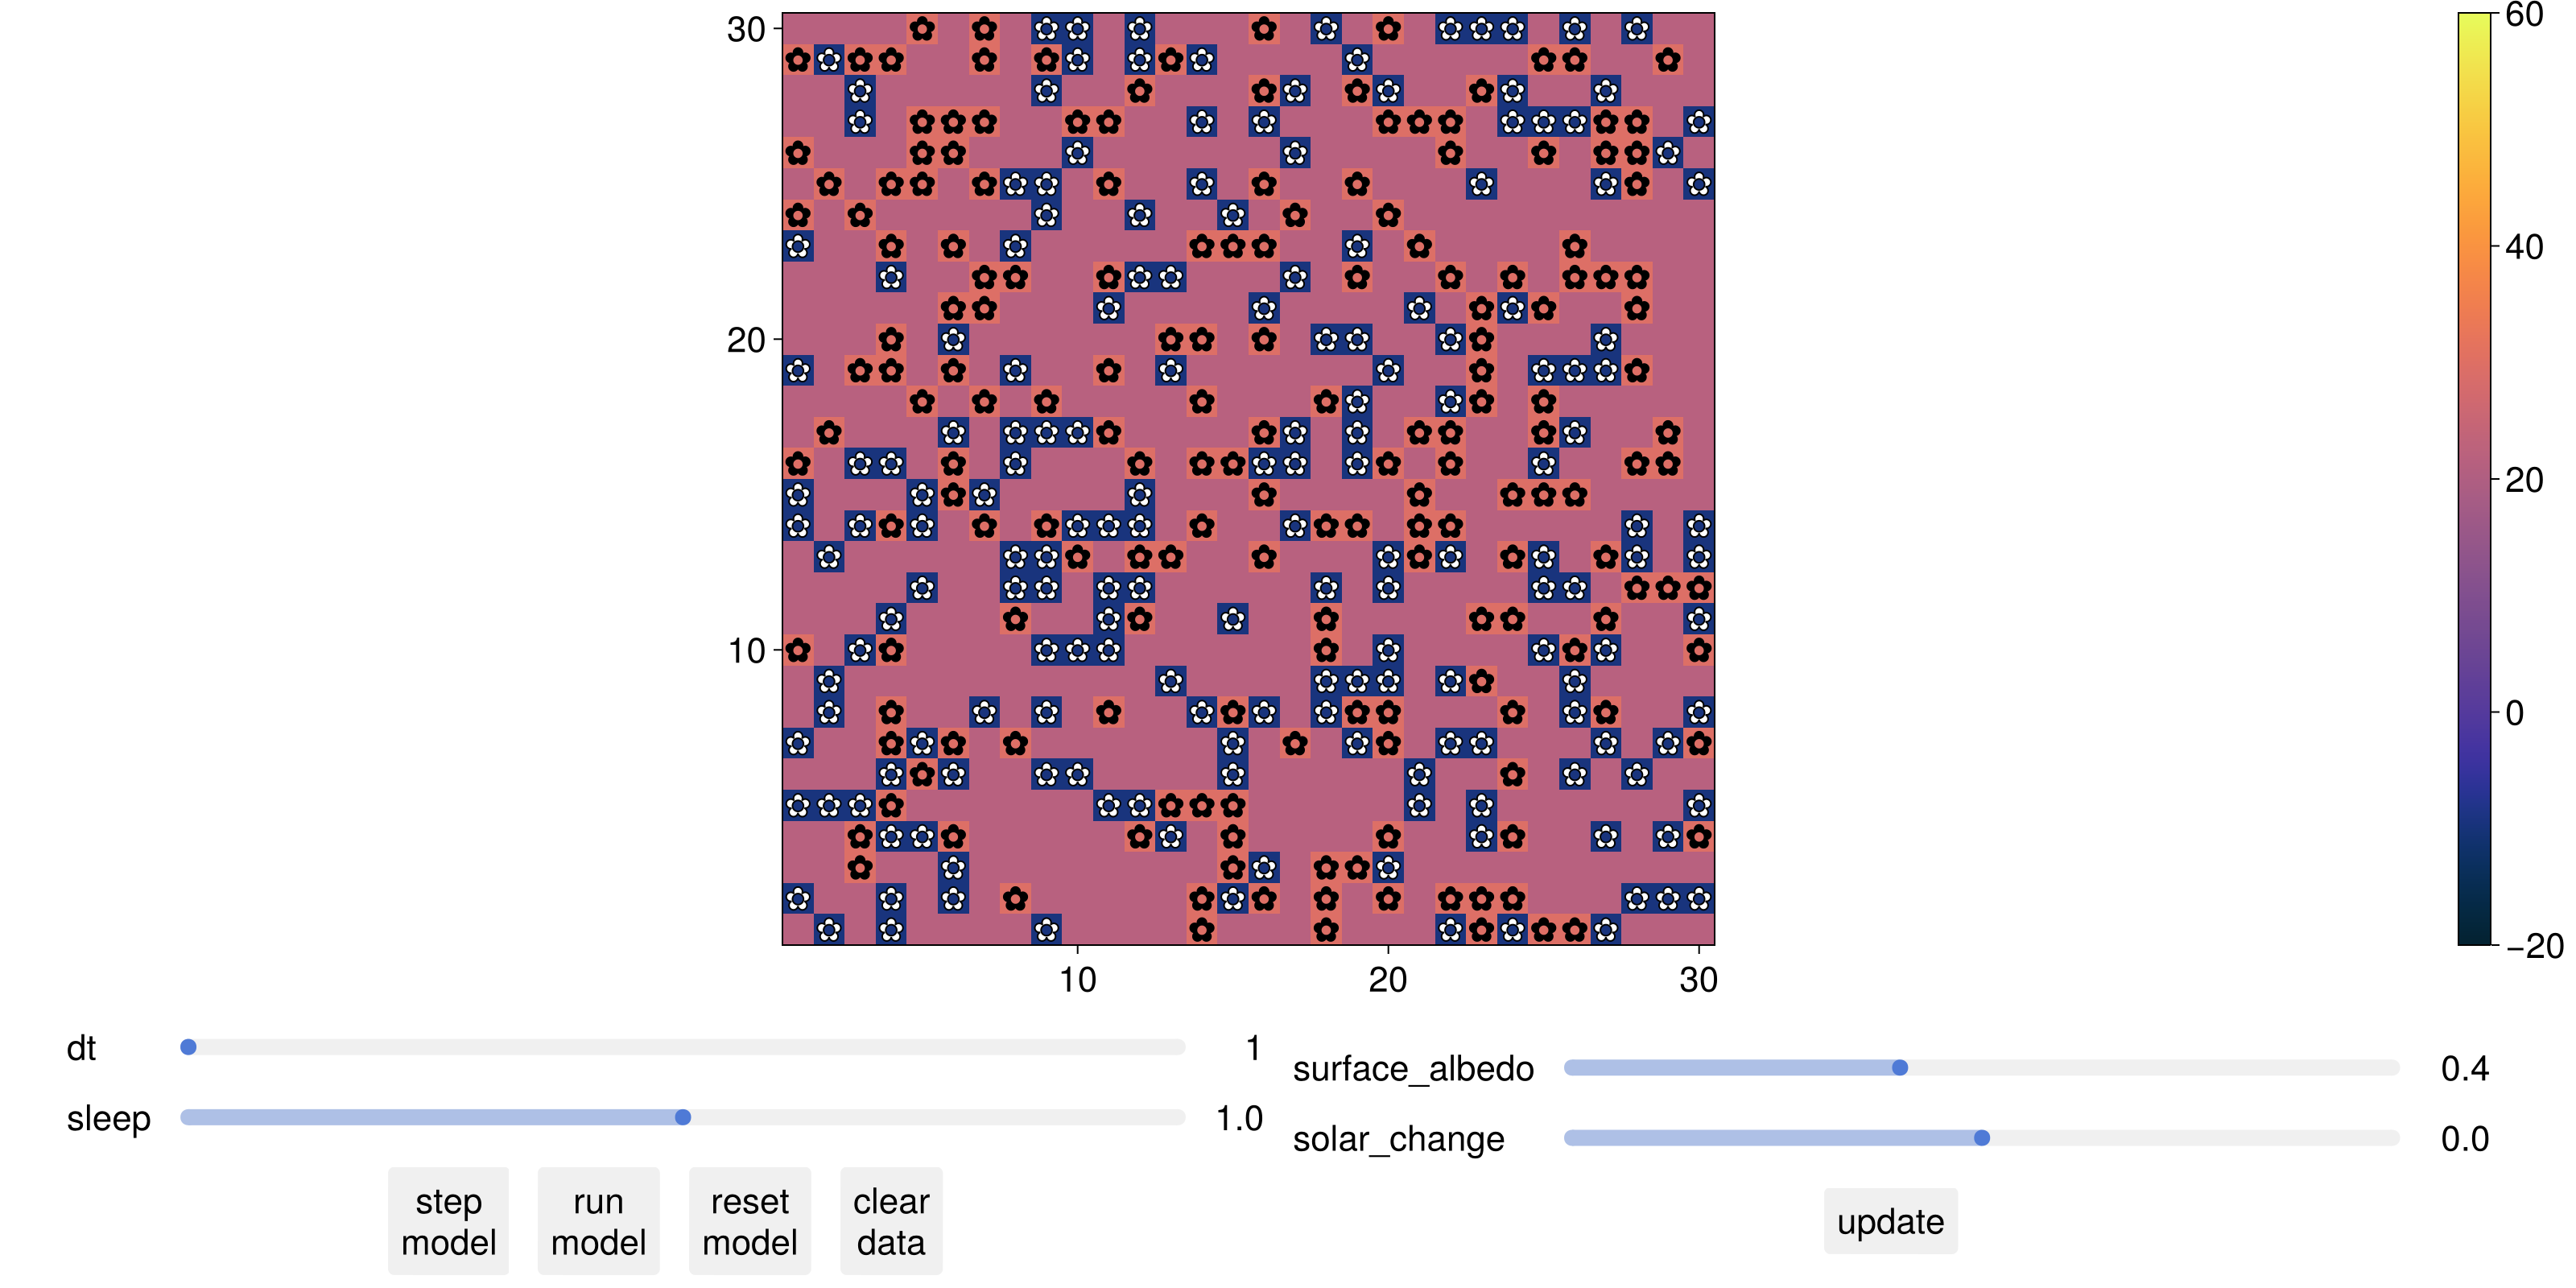 30
20
10
10 20 30
60
40
20
0
−20
dt 1
sleep 1.0
surface_albedo 0.4
solar_change 0.0
step
model
run
model
reset
model
clear
data
update